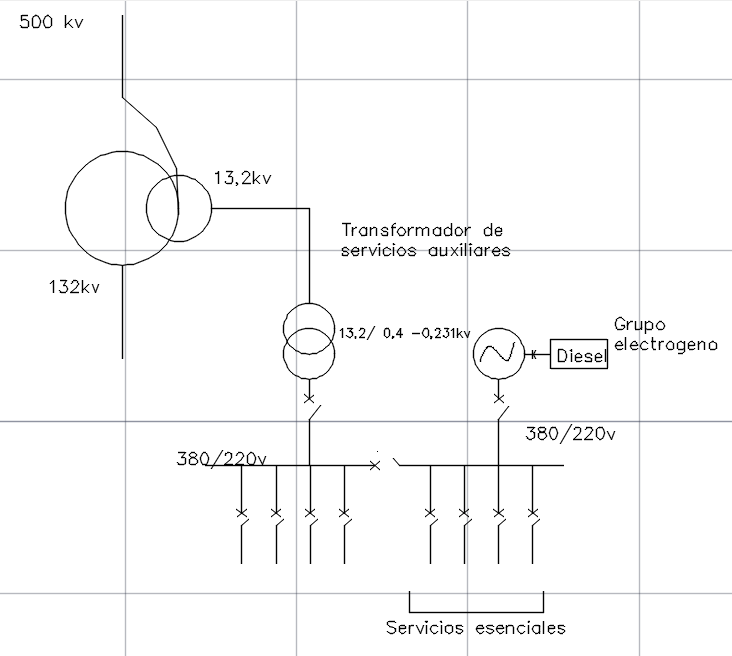 500 kv
13,2kv
Transformador de
servicios auxiliares
132kv
13,2/ 0,4 -0,231kv
Grupo
electrogeno
Diesel
380/220v
380/220v
Servicios esenciales